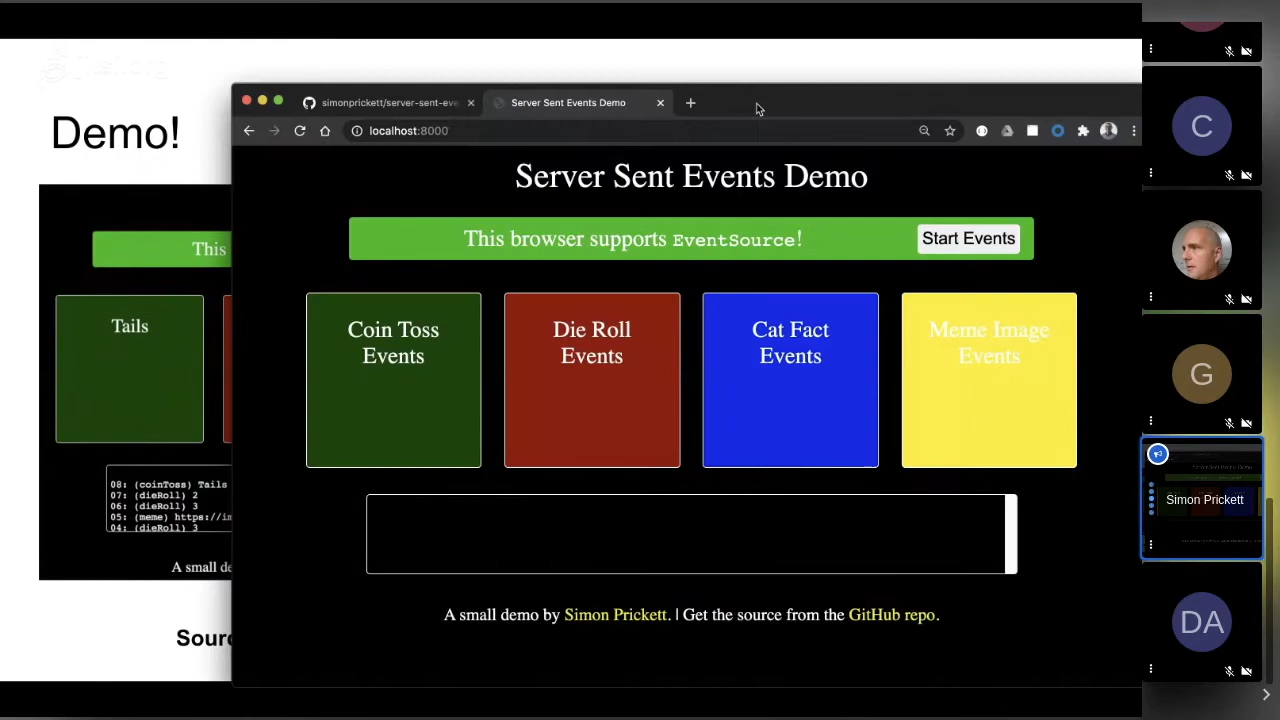 Demo!
This
Tails
08: (coinToss) Tails
07: (dieRoll) 2
06: (dieRoll) 3
05: (meme) https://im
04: (dieRoll) 3
A small de
Sourc
simonprickett/server-sent-eve
Server Sent Events Demo
localhost:8000
Server Sent Events Demo
This browser supports EventSource!
Start Events
Coin Toss
Events
Die Roll
Events
Cat Fact
Events
Meme Image
Events
A small demo by Simon Prickett. | Get the source from the GitHub repo.
C
G
Simon Prickett
DA